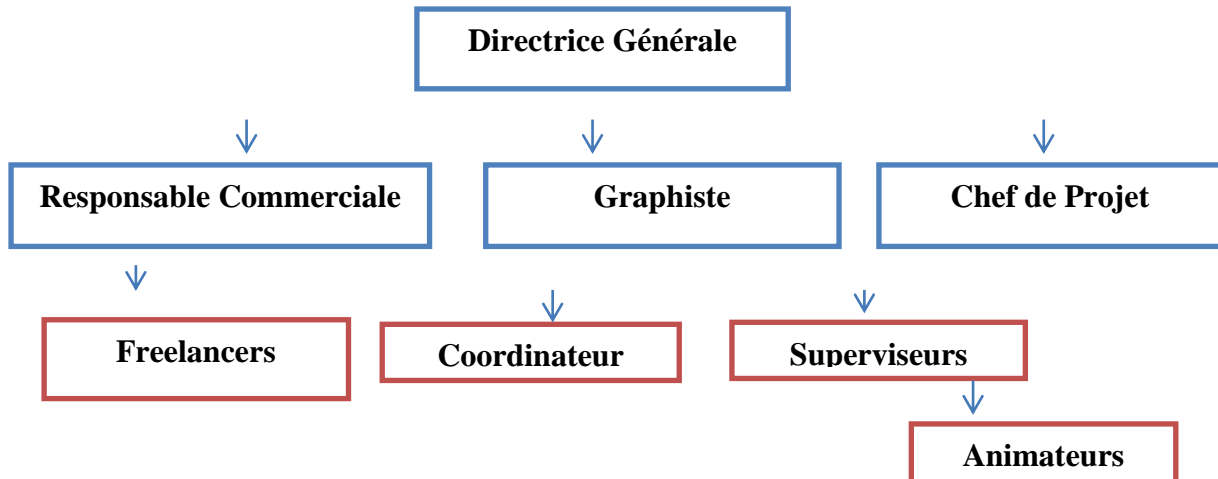 Directrice Générale
Responsable Commerciale
Graphiste
Chef de Projet
Freelancers
Coordinateur
Superviseurs
Animateurs